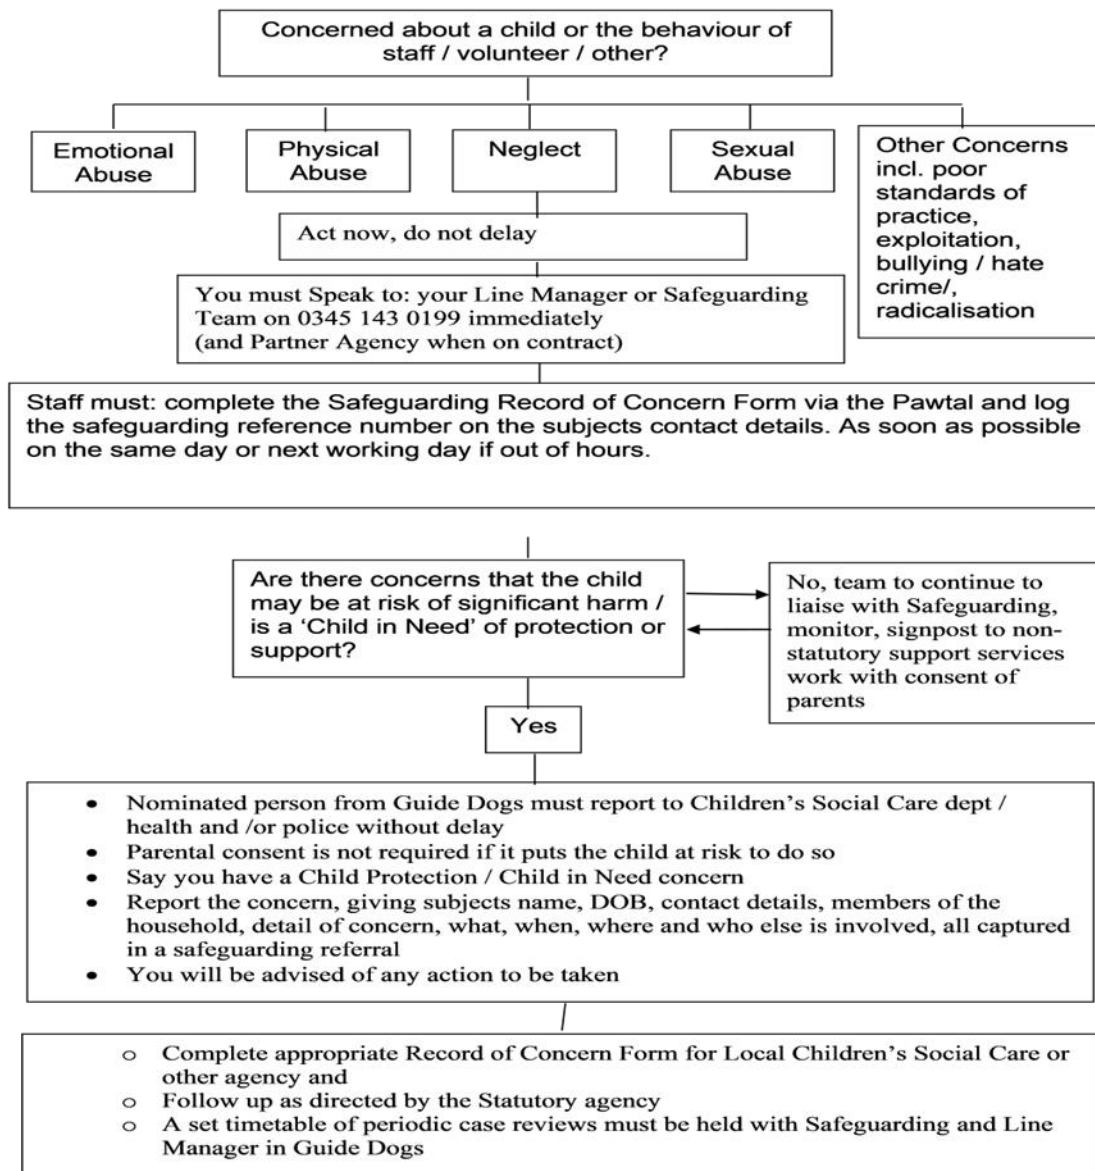 Concerned about a child or the behaviour of
staff / volunteer / other?
Emotional
Abuse
Physical
Abuse
Neglect
Sexual
Abuse
Other Concerns
incl. poor
standards of
practice,
exploitation,
bullying / hate
crime/,
radicalisation
Act now, do not delay
You must Speak to: your Line Manager or Safeguarding
Team on 0345 143 0199 immediately
(and Partner Agency when on contract)
Staff must: complete the Safeguarding Record of Concern Form via the Pawtal and log
the safeguarding reference number on the subjects contact details. As soon as possible
on the same day or next working day if out of hours.
Are there concerns that the child
may be at risk of significant harm /
is a ‘Child in Need’ of protection or
support?
No, team to continue to
liaise with Safeguarding,
monitor, signpost to non-
statutory support services
work with consent of
parents
Yes
• Nominated person from Guide Dogs must report to Children’s Social Care dept /
health and /or police without delay
• Parental consent is not required if it puts the child at risk to do so
• Say you have a Child Protection / Child in Need concern
• Report the concern, giving subjects name, DOB, contact details, members of the
household, detail of concern, what, when, where and who else is involved, all captured
in a safeguarding referral
• You will be advised of any action to be taken
o Complete appropriate Record of Concern Form for Local Children’s Social Care or
other agency and
o Follow up as directed by the Statutory agency
o A set timetable of periodic case reviews must be held with Safeguarding and Line
Manager in Guide Dogs